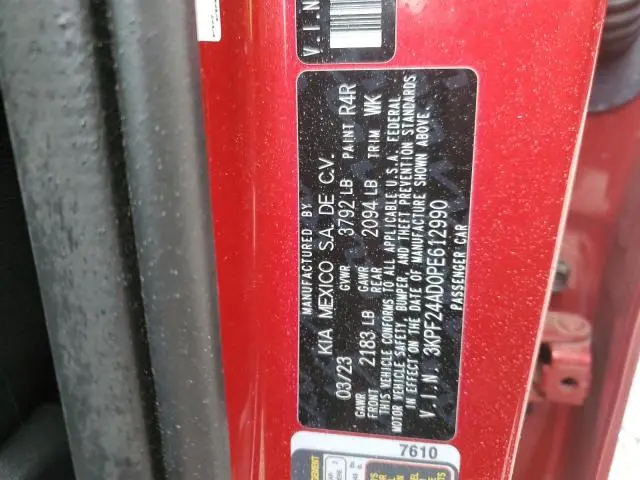 V.I.N
MANUFACTURED BY
KIA MEXICO S.A. DE C.V.
03/23 GVWR 3792 LB PAINT R4R
GAWR FRONT 2183 LB GAWR REAR 2094 LB TRIM WK
THIS VEHICLE CONFORMS TO ALL APPLICABLE U.S.A. FEDERAL
MOTOR VEHICLE SAFETY, BUMPER, AND THEFT PREVENTION STANDARDS
IN EFFECT ON THE DATE OF MANUFACTURE SHOWN ABOVE.
V.I.N. 3KPF24AD0PE612990
PASSENGER CAR
7610